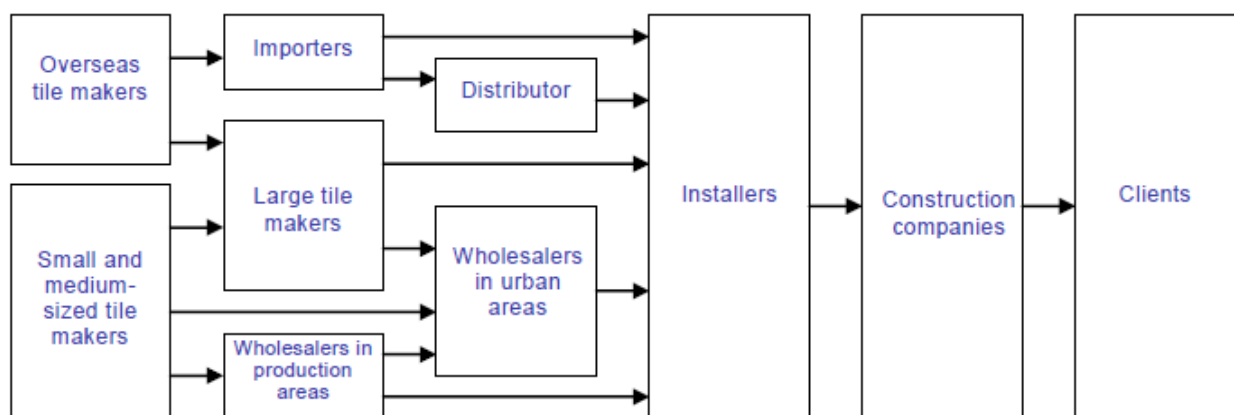 Overseas
tile makers
Importers
Distributor
Large tile
makers
Small and
medium-
sized tile
makers
Wholesalers
in urban
areas
Wholesalers in
production
areas
Installers
Construction
companies
Clients